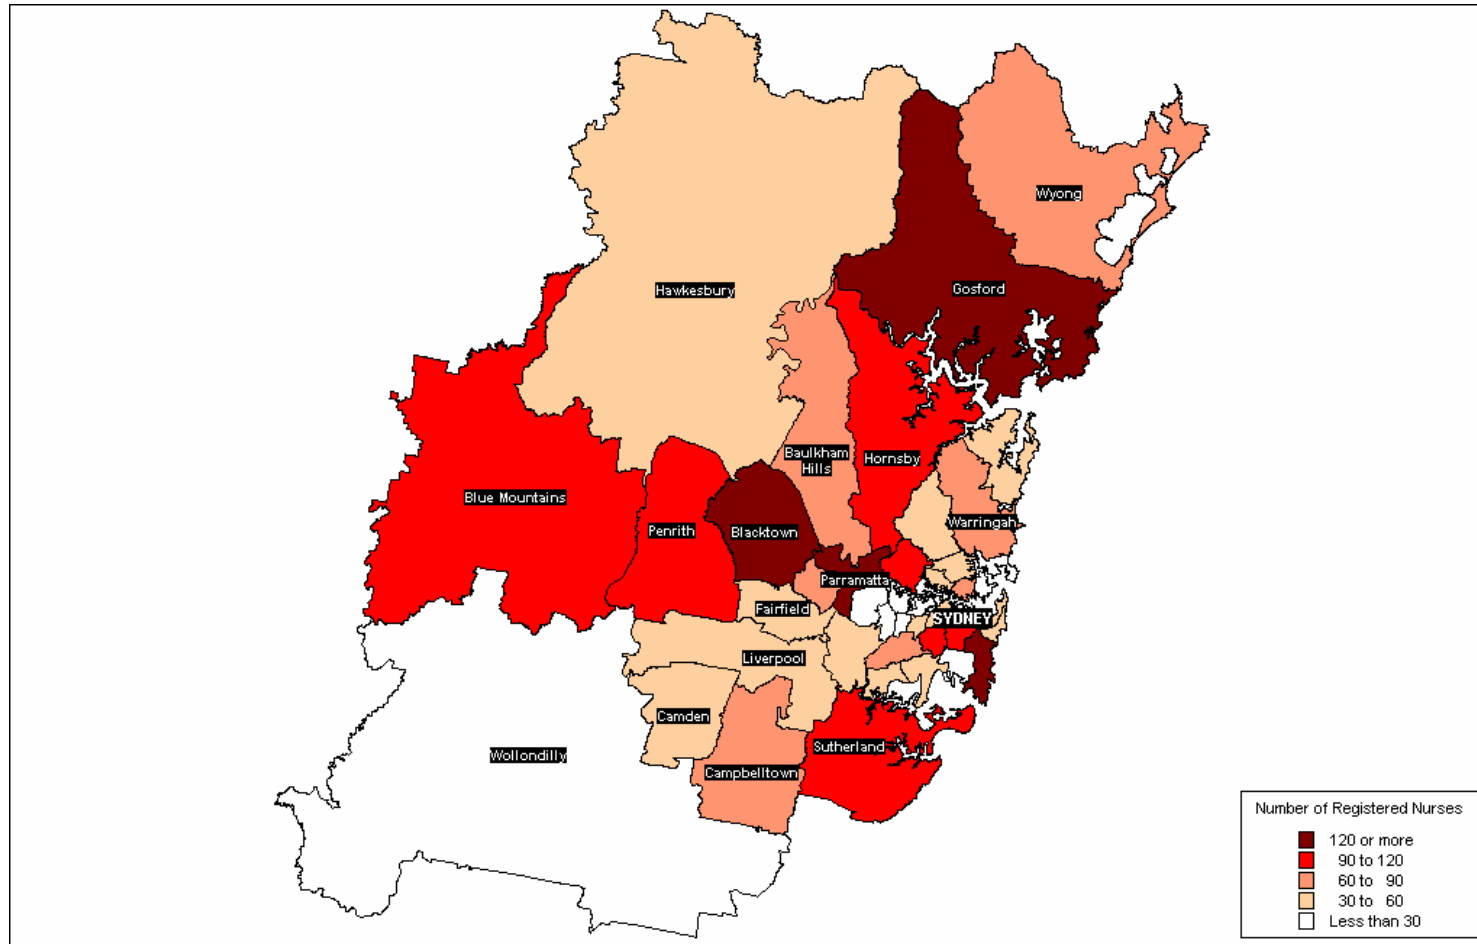 Wyong
Hawkesbury
Gosford
Baulkham
Hills
Hornsby
Blue Mountains
Penrith
Blacktown
Warringah
Parramatta
Fairfield
SYDNEY
Liverpool
Camden
Wollondilly
Sutherland
Campbelltown
Number of Registered Nurses
120 or more
90 to 120
60 to 90
30 to 60
Less than 30